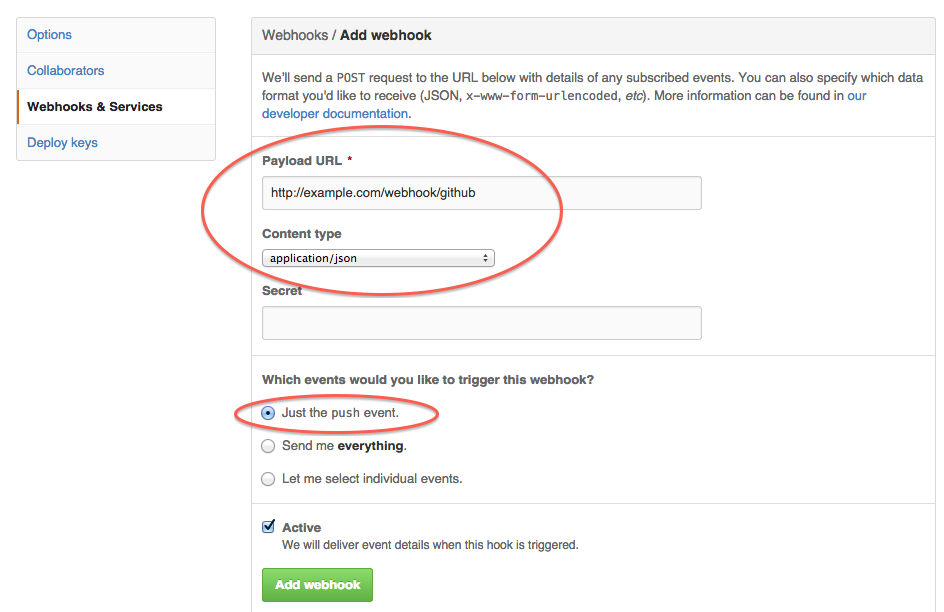 Options
Collaborators
Webhooks & Services
Deploy keys
Webhooks / Add webhook
We'll send a POST request to the URL below with details of any subscribed events. You can also specify which data
format you'd like to receive (JSON, x-www-form-urlencoded, etc). More information can be found in our
developer documentation.
Payload URL *
http://example.com/webhook/github
Content type
application/json
Secret
Which events would you like to trigger this webhook?
Just the push event.
Send me everything.
Let me select individual events.
Active
We will deliver event details when this hook is triggered.
Add webhook